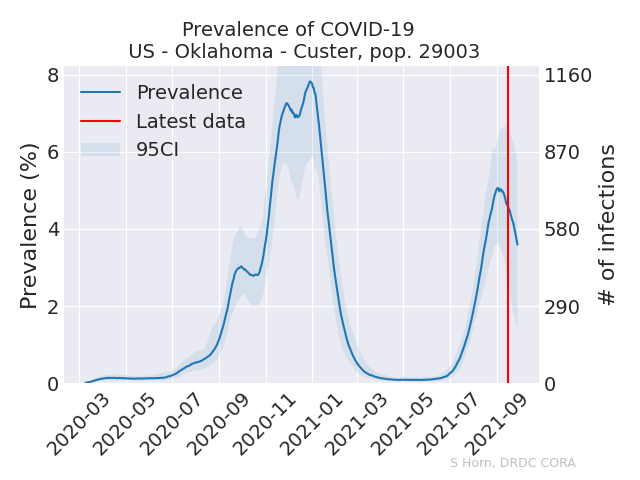 Prevalence of COVID-19
US - Oklahoma - Custer, pop. 29003
Prevalence
Latest data
95CI
Prevalence (%)
8
6
4
2
0
1160
870
580
290
0
# of infections
2020-03
2020-05
2020-07
2020-09
2020-11
2021-01
2021-03
2021-05
2021-07
2021-09
S Horn, DRDC CORA